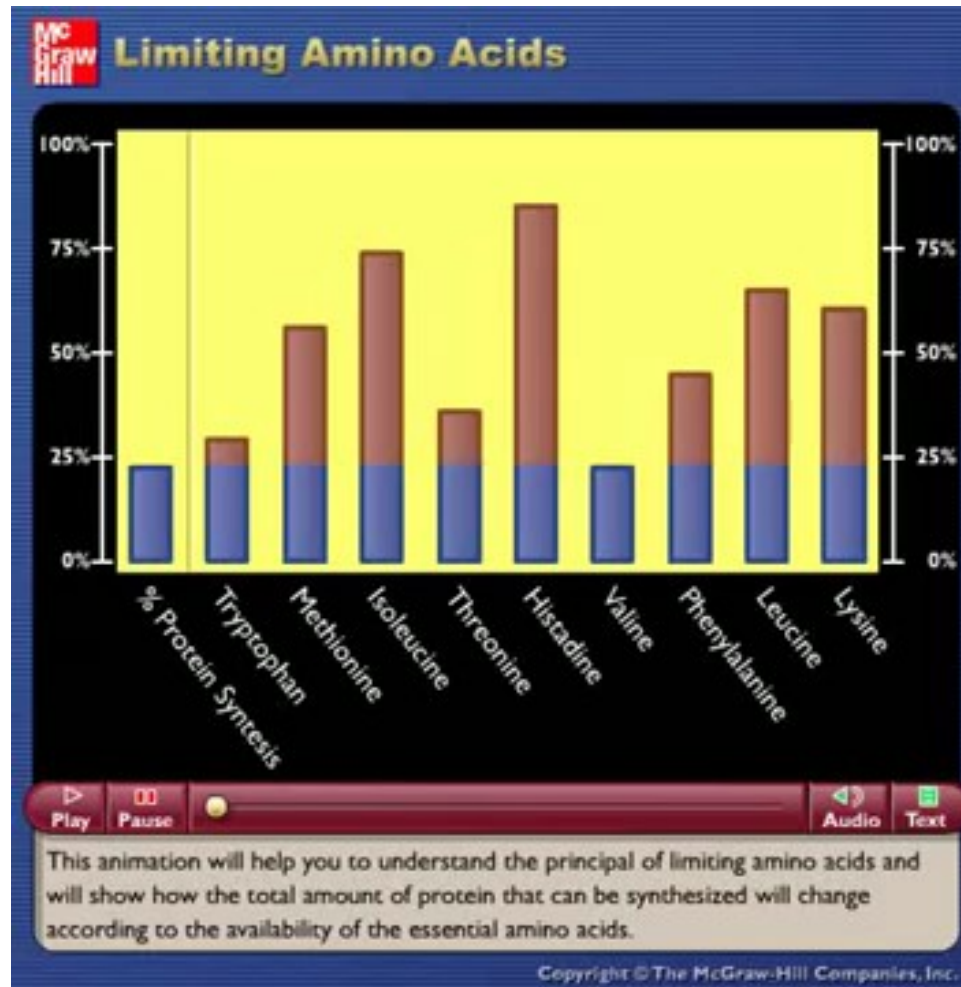 Mc
Graw
Hill
Limiting Amino Acids
100%
100%
75%
75%
50%
50%
25%
25%
0%
0%
% Protein Syntesis
Tryptophan
Methionine
Isoleucine
Threonine
Histadine
Valine
Phenylalanine
Leucine
Lysine
Play
Pause
Audio
Text
This animation will help you to understand the principal of limiting amino acids and
will show how the total amount of protein that can be synthesized will change
according to the availability of the essential amino acids.
Copyright © The McGraw-Hill Companies, Inc.